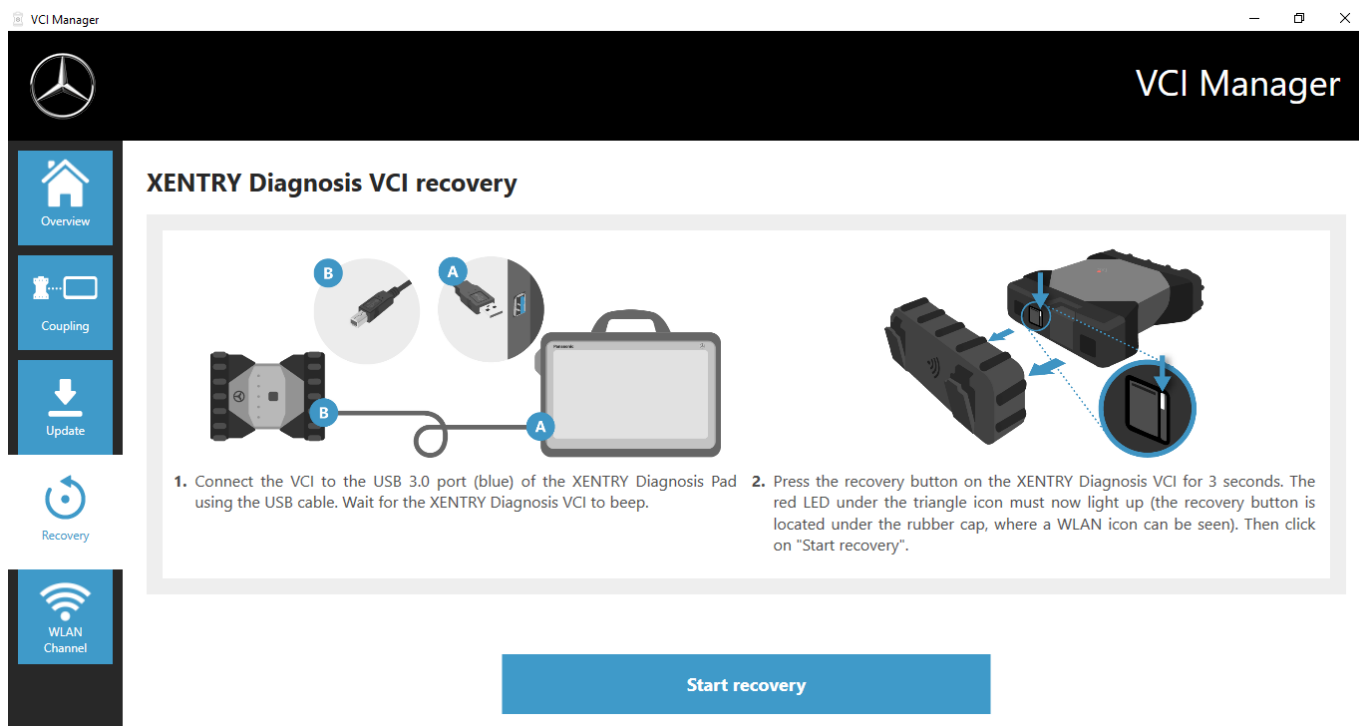 VCI Manager
VCI Manager
Overview
Coupling
Update
Recovery
WLAN
Channel
XENTRY Diagnosis VCI recovery
B
A
B
A
Panasonic
1. Connect the VCI to the USB 3.0 port (blue) of the XENTRY Diagnosis Pad
using the USB cable. Wait for the XENTRY Diagnosis VCI to beep.
2. Press the recovery button on the XENTRY Diagnosis VCI for 3 seconds. The
red LED under the triangle icon must now light up (the recovery button is
located under the rubber cap, where a WLAN icon can be seen). Then click
on "Start recovery".
Start recovery